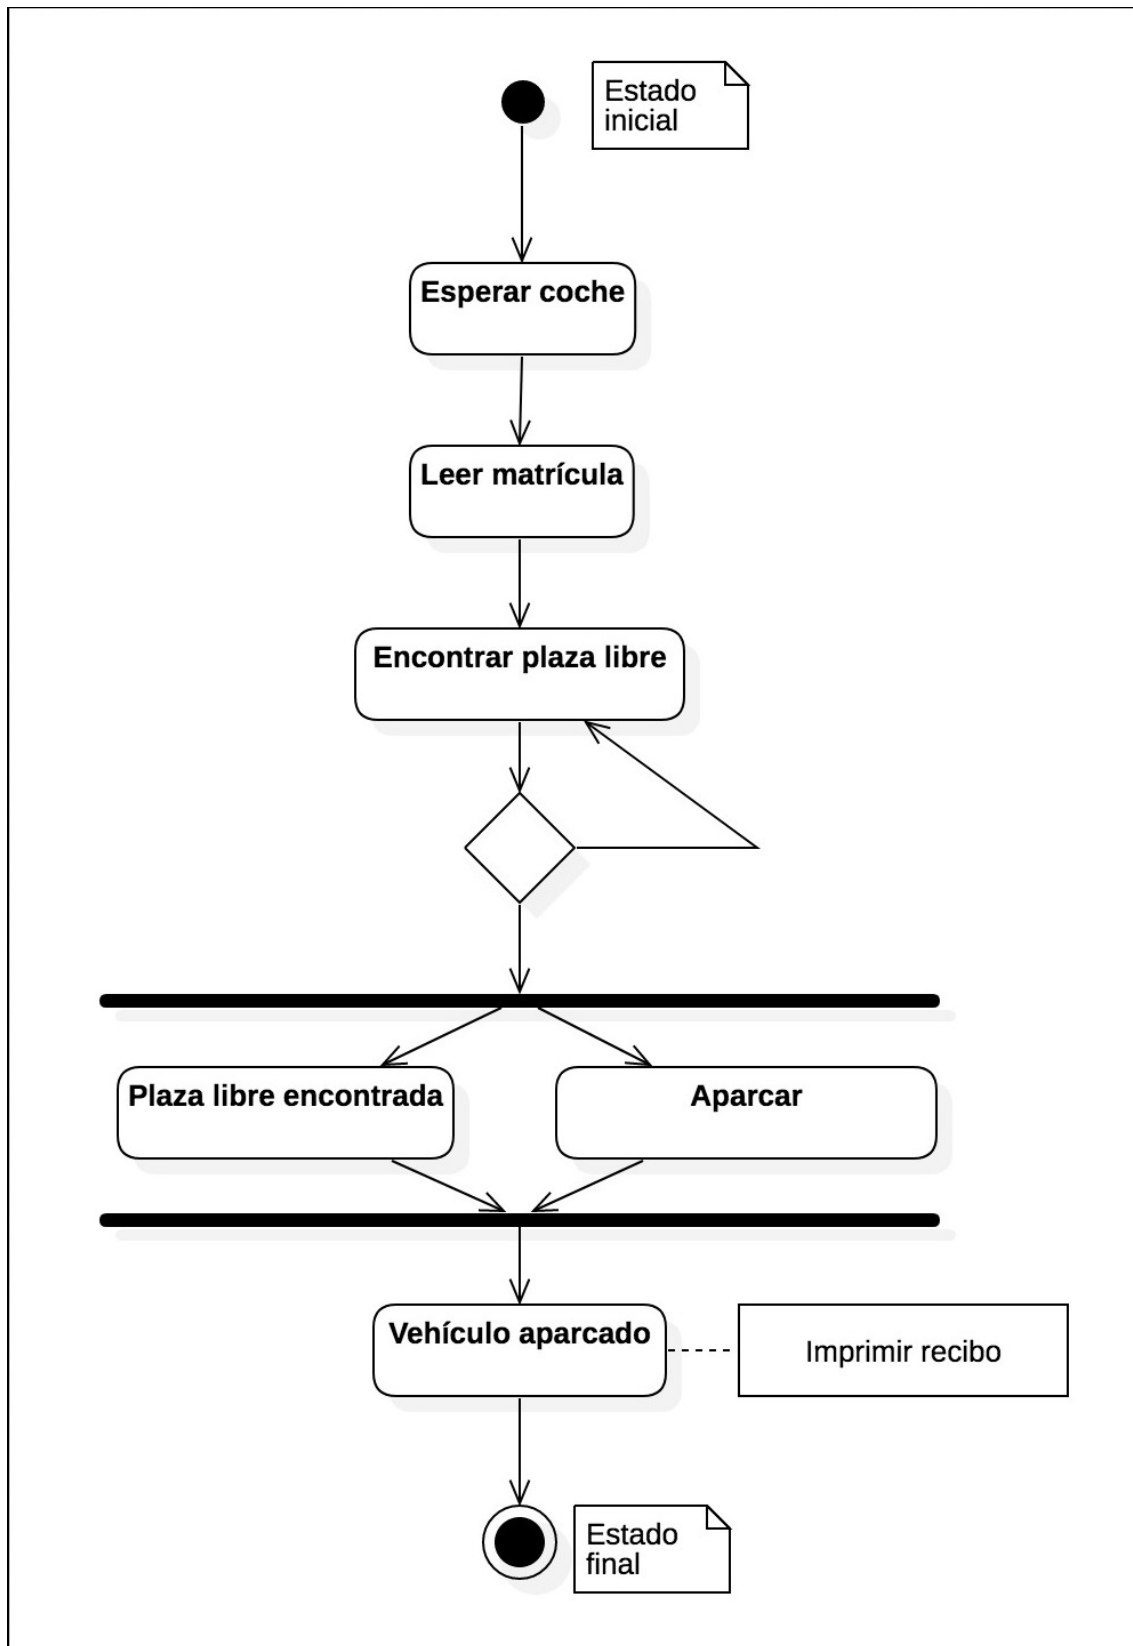 Estado
inicial
Esperar coche
Leer matrícula
Encontrar plaza libre
Plaza libre encontrada
Aparcar
Vehículo aparcado
Imprimir recibo
Estado
final